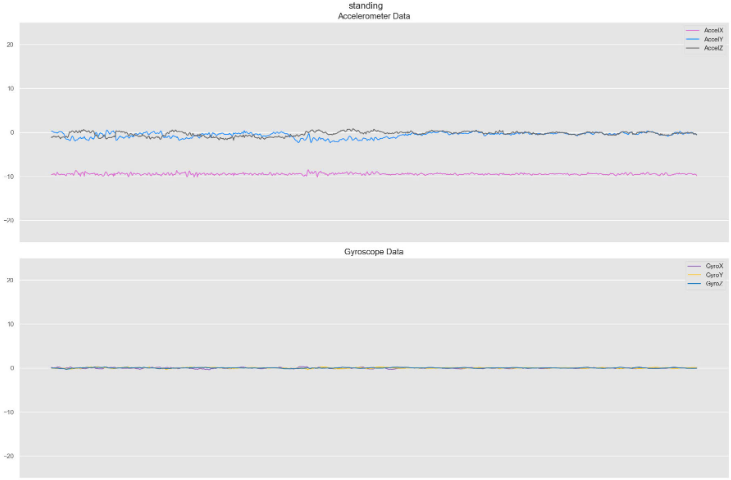 standing
Accelerometer Data
20
10
0
−10
−20
AccelX
AccelY
AccelZ
Gyroscope Data
20
10
0
−10
−20
GyroX
GyroY
GyroZ